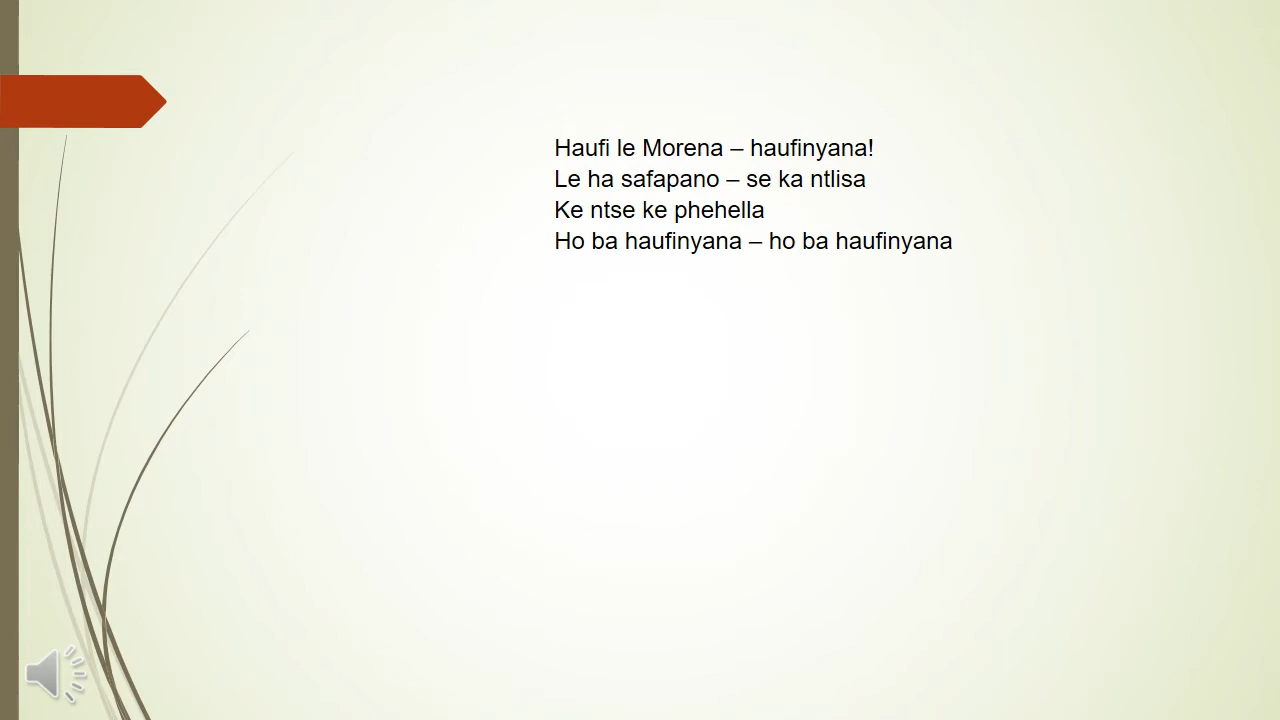 Haufi le Morena – haufinyana!
Le ha safapano – se ka ntlisa
Ke ntse ke phehella
Ho ba haufinyana – ho ba haufinyana